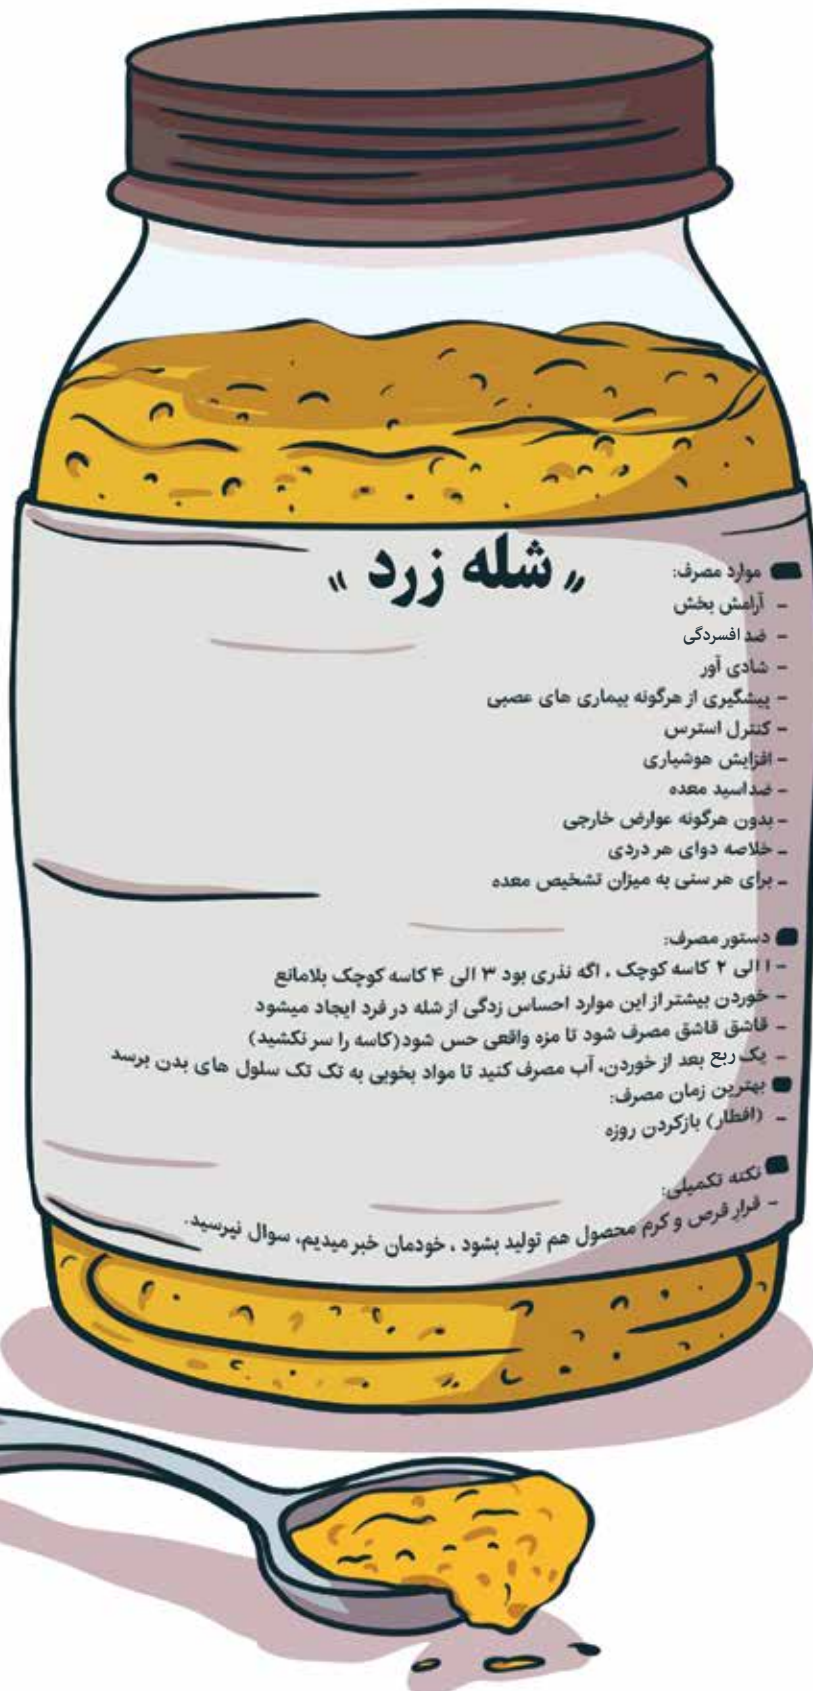 « شله زرد »
موارد مصرف:
- آرامش بخش
- ضد افسردگی
- شادی آور
- پیشگیری از هرگونه بیماری های عصبی
- کنترل استرس
- افزایش هوشیاری
- ضداسید معده
- بدون هرگونه عوارض خارجی
- خلاصه دوای هر دردی
- برای هر سنی به میزان تشخیص معده
دستور مصرف:
- ۱ الی ۲ کاسه کوچک ، اگه نذری بود ۳ الی ۴ کاسه کوچک بلامانع
- خوردن بیشتر از این موارد احساس زدگی از شله در فرد ایجاد میشود
- قاشق قاشق مصرف شود تا مزه واقعی حس شود(کاسه را سر نکشید)
- یک ربع بعد از خوردن، آب مصرف کنید تا مواد بخوبی به تک تک سلول های بدن برسد
بهترین زمان مصرف:
- (افطار) بازکردن روزه
نکته تکمیلی:
- قرارِ قرص و کرم محصول هم تولید بشود ، خودمان خبر میدیم، سوال نپرسید.